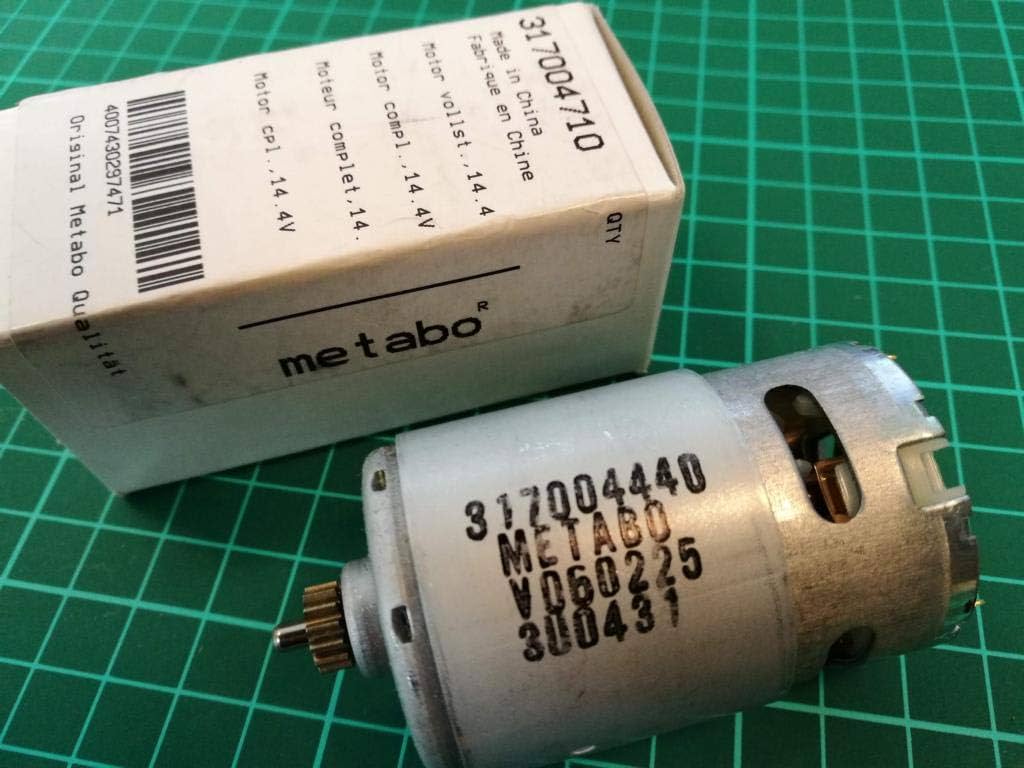 317004710
Made in China
Fabrique en Chine
Motor vollst.,14.4
Motor compl.,14.4V
Moteur complet,14.
Motor cpl.,14.4V
4007430297471
Original Metabo Qualität
QTY
metabo R
317004440
METABO
V060225
300431